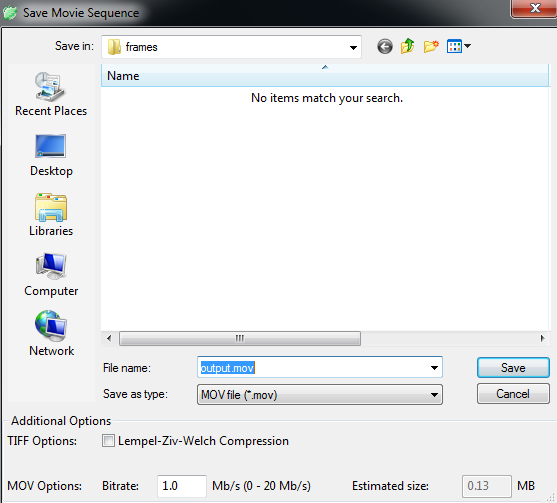 Save Movie Sequence
Save in: frames
Name
No items match your search.
Recent Places
Desktop
Libraries
Computer
Network
File name: output.mov Save
Save as type: MOV file (*.mov) Cancel
Additional Options
TIFF Options: Lempel-Ziv-Welch Compression
MOV Options: Bitrate: 1.0 Mb/s (0 - 20 Mb/s) Estimated size: 0.13 MB